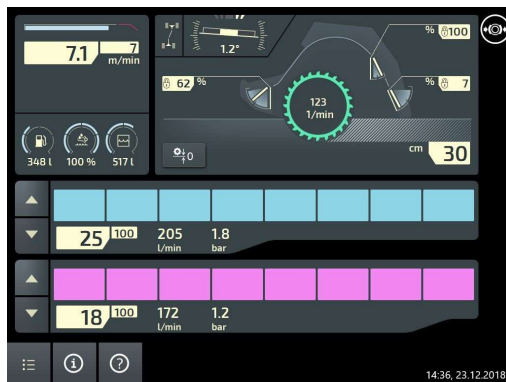 7.1
7
m/min
1.2°
62 %
% 100
% 7
123
1/min
348 l
100 %
517 l
0
cm 30
25
100
205
l/min
1.8
bar
18
100
172
l/min
1.2
bar
14:36, 23.12.2018